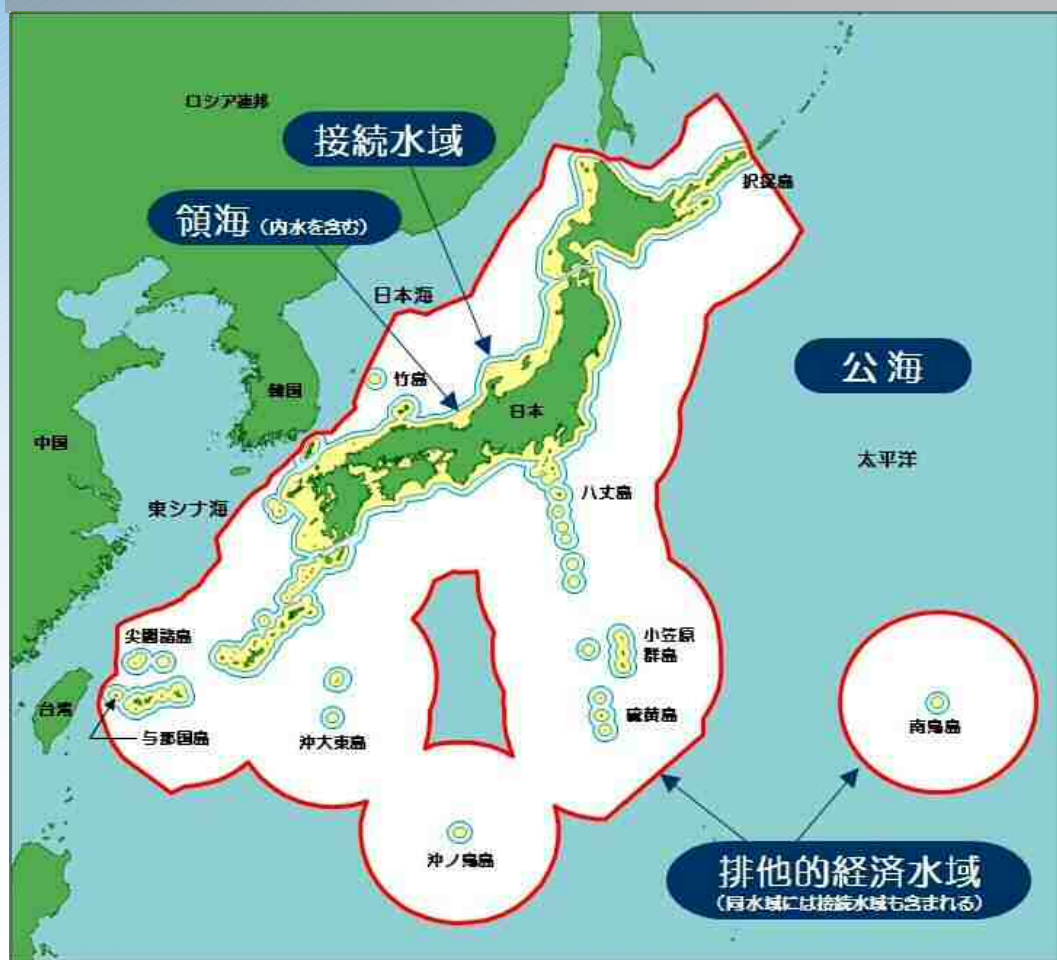 ロシア連邦
接続水域
択捉島
領海 (内水を含む)
日本海
竹島
公海
韓国
日本
中国
太平洋
八丈島
東シナ海
尖閣諸島
小笠原
群島
台湾
硫黄島
南鳥島
与那国島
沖大東島
沖ノ鳥島
排他的経済水域
(同水域には接続水域も含まれる)